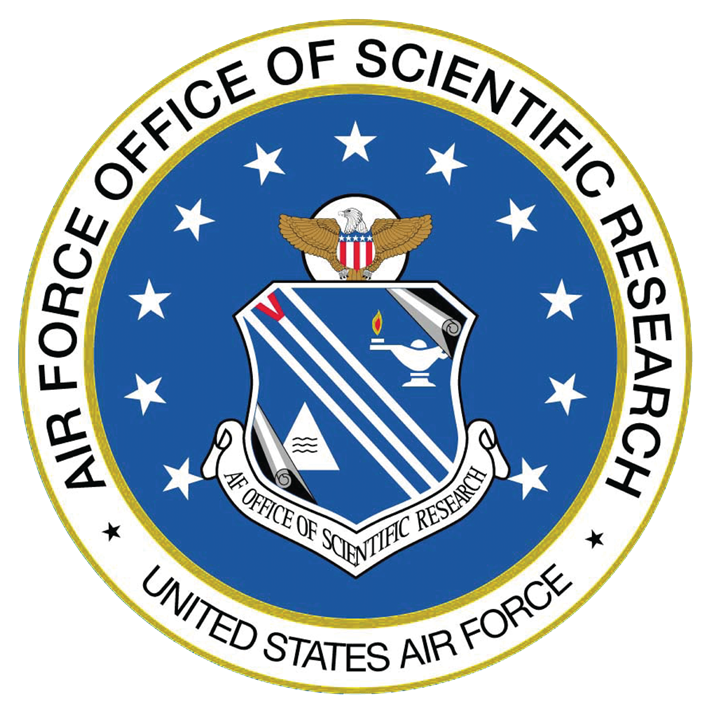 AIR FORCE OFFICE OF SCIENTIFIC RESEARCH
AF OFFICE OF SCIENTIFIC RESEARCH
UNITED STATES AIR FORCE